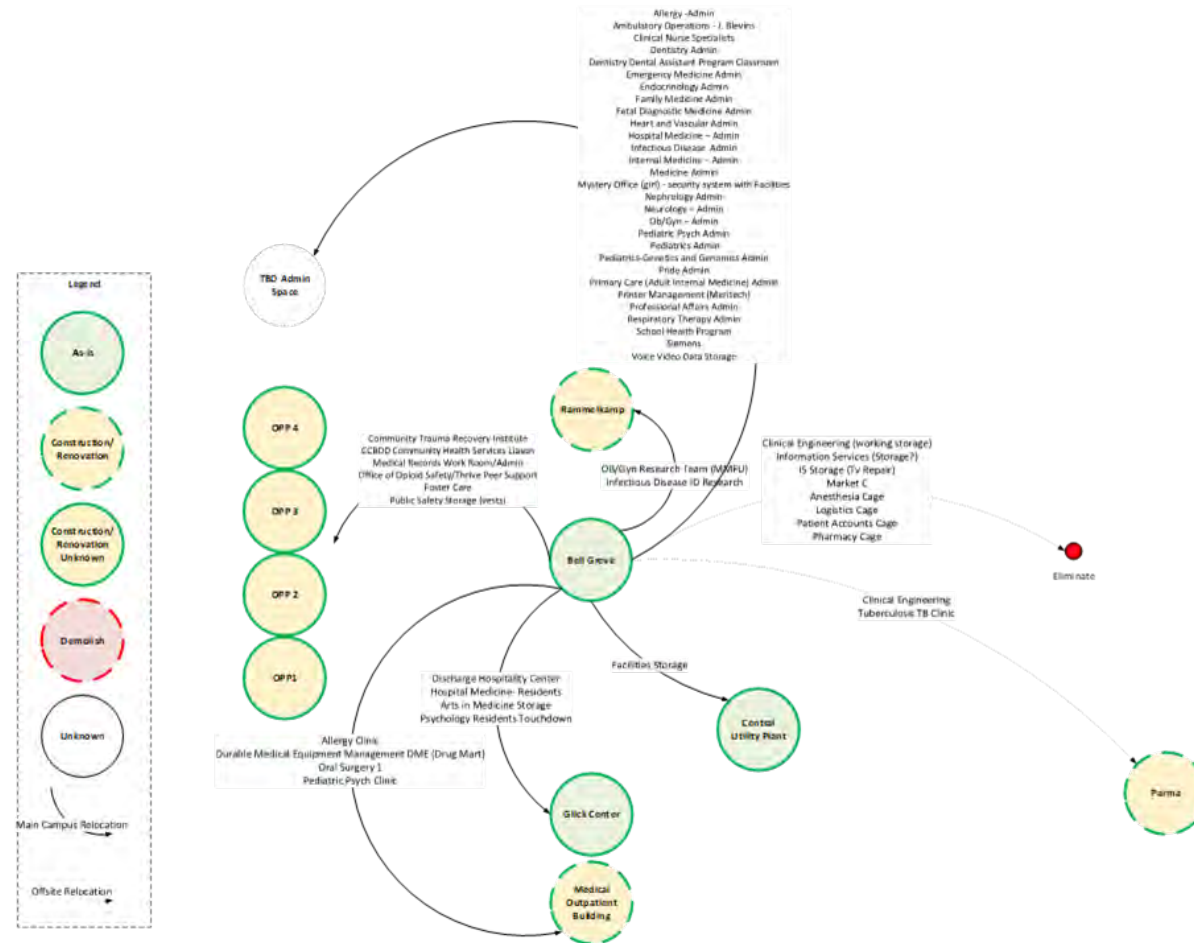 Allergy -Admin
Ambulatory Operations - J. Blevins
Clinical Nurse Specialists
Dentistry Admin
Dentistry Dental Assistant Program Classroom
Emergency Medicine Admin
Endocrinology Admin
Family Medicine Admin
Fetal Diagnostic Medicine Admin
Heart and Vascular Admin
Hospital Medicine – Admin
Infectious Disease Admin
Internal Medicine – Admin
Medicine Admin
Mystery Office (girl) - security system with Facilities
Nephrology Admin
Neurology – Admin
Ob/Gyn – Admin
Pediatric Psych Admin
Pediatrics Admin
Pediatrics-Genetics and Genomics Admin
Pride Admin
Primary Care (Adult Internal Medicine) Admin
Printer Management (Meritech)
Professional Affairs Admin
Respiratory Therapy Admin
School Health Program
Siemens
Voice Video Data Storage
TBD Admin
Space
Legend
As-is
Construction/
Renovation
Construction/
Renovation
Unknown
Demolish
Unknown
Main Campus Relocation
Offsite Relocation
OPP 4
OPP 3
OPP 2
OPP1
Community Trauma Recovery Institute
CCBDD Community Health Services Liaison
Medical Records Work Room/Admin
Office of Opioid Safety/Thrive Peer Support
Foster Care
Public Safety Storage (vests)
Rammelkamp
Ob/Gyn Research Team (MMFU)
Infectious Disease ID Research
Clinical Engineering (working storage)
Information Services (Storage?)
IS Storage (Tv Repair)
Market C
Anesthesia Cage
Logistics Cage
Patient Accounts Cage
Pharmacy Cage
Eliminate
Bell Greve
Clinical Engineering
Tuberculosis TB Clinic
Facilities Storage
Discharge Hospitality Center
Hospital Medicine- Residents
Arts in Medicine Storage
Psychology Residents Touchdown
Central
Utility Plant
Allergy Clinic
Durable Medical Equipment Management DME (Drug Mart)
Oral Surgery 1
Pediatric Psych Clinic
Glick Center
Parma
Medical
Outpatient
Building